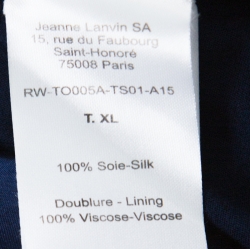 Jeanne Lanvin SA
15, rue du Faubourg
Saint-Honoré
75008 Paris
RW-TO005A-TS01-A15
T. XL
100% Soie-Silk
Doublure - Lining
100% Viscose-Viscose